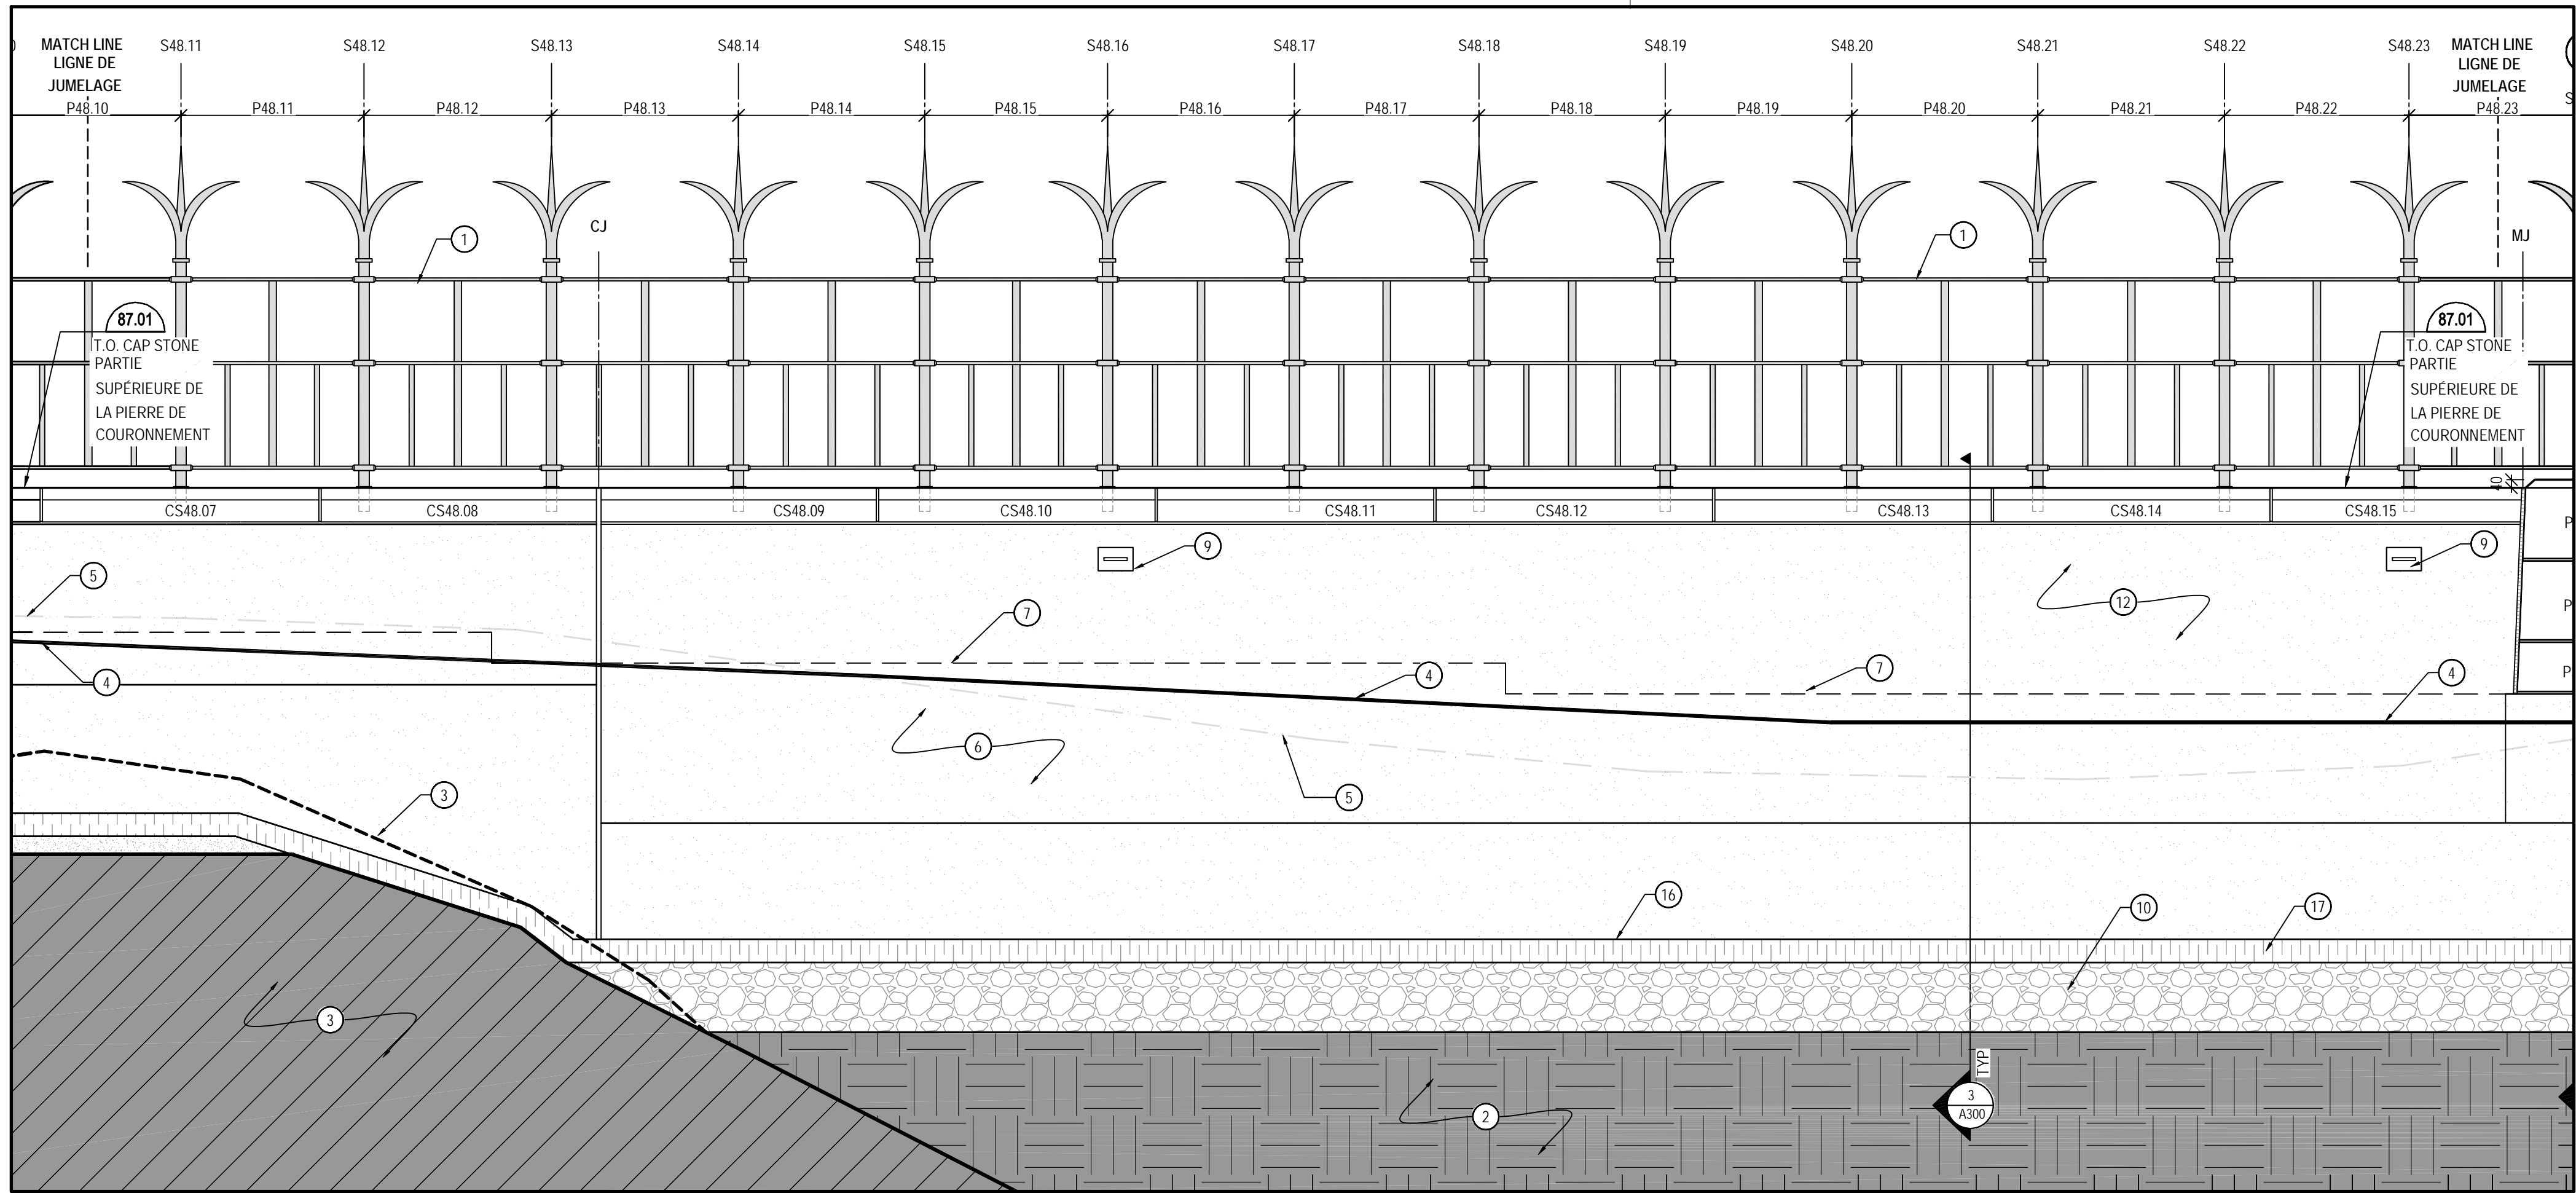 MATCH LINE
LIGNE DE
JUMELAGE
S48.11
S48.12
S48.13
S48.14
S48.15
S48.16
S48.17
S48.18
S48.19
S48.20
S48.21
S48.22
S48.23
MATCH LINE
LIGNE DE
JUMELAGE
P48.10
P48.11
P48.12
P48.13
P48.14
P48.15
P48.16
P48.17
P48.18
P48.19
P48.20
P48.21
P48.22
P48.23
CJ
1
1
MJ
87.01
T.O. CAP STONE
PARTIE
SUPÉRIEURE DE
LA PIERRE DE
COURONNEMENT
87.01
T.O. CAP STONE
PARTIE
SUPÉRIEURE DE
LA PIERRE DE
COURONNEMENT
40
CS48.07
CS48.08
CS48.09
CS48.10
CS48.11
CS48.12
CS48.13
CS48.14
CS48.15
9
9
5
7
12
4
4
7
4
6
5
3
16
10
17
3
2
TYP
3
A300